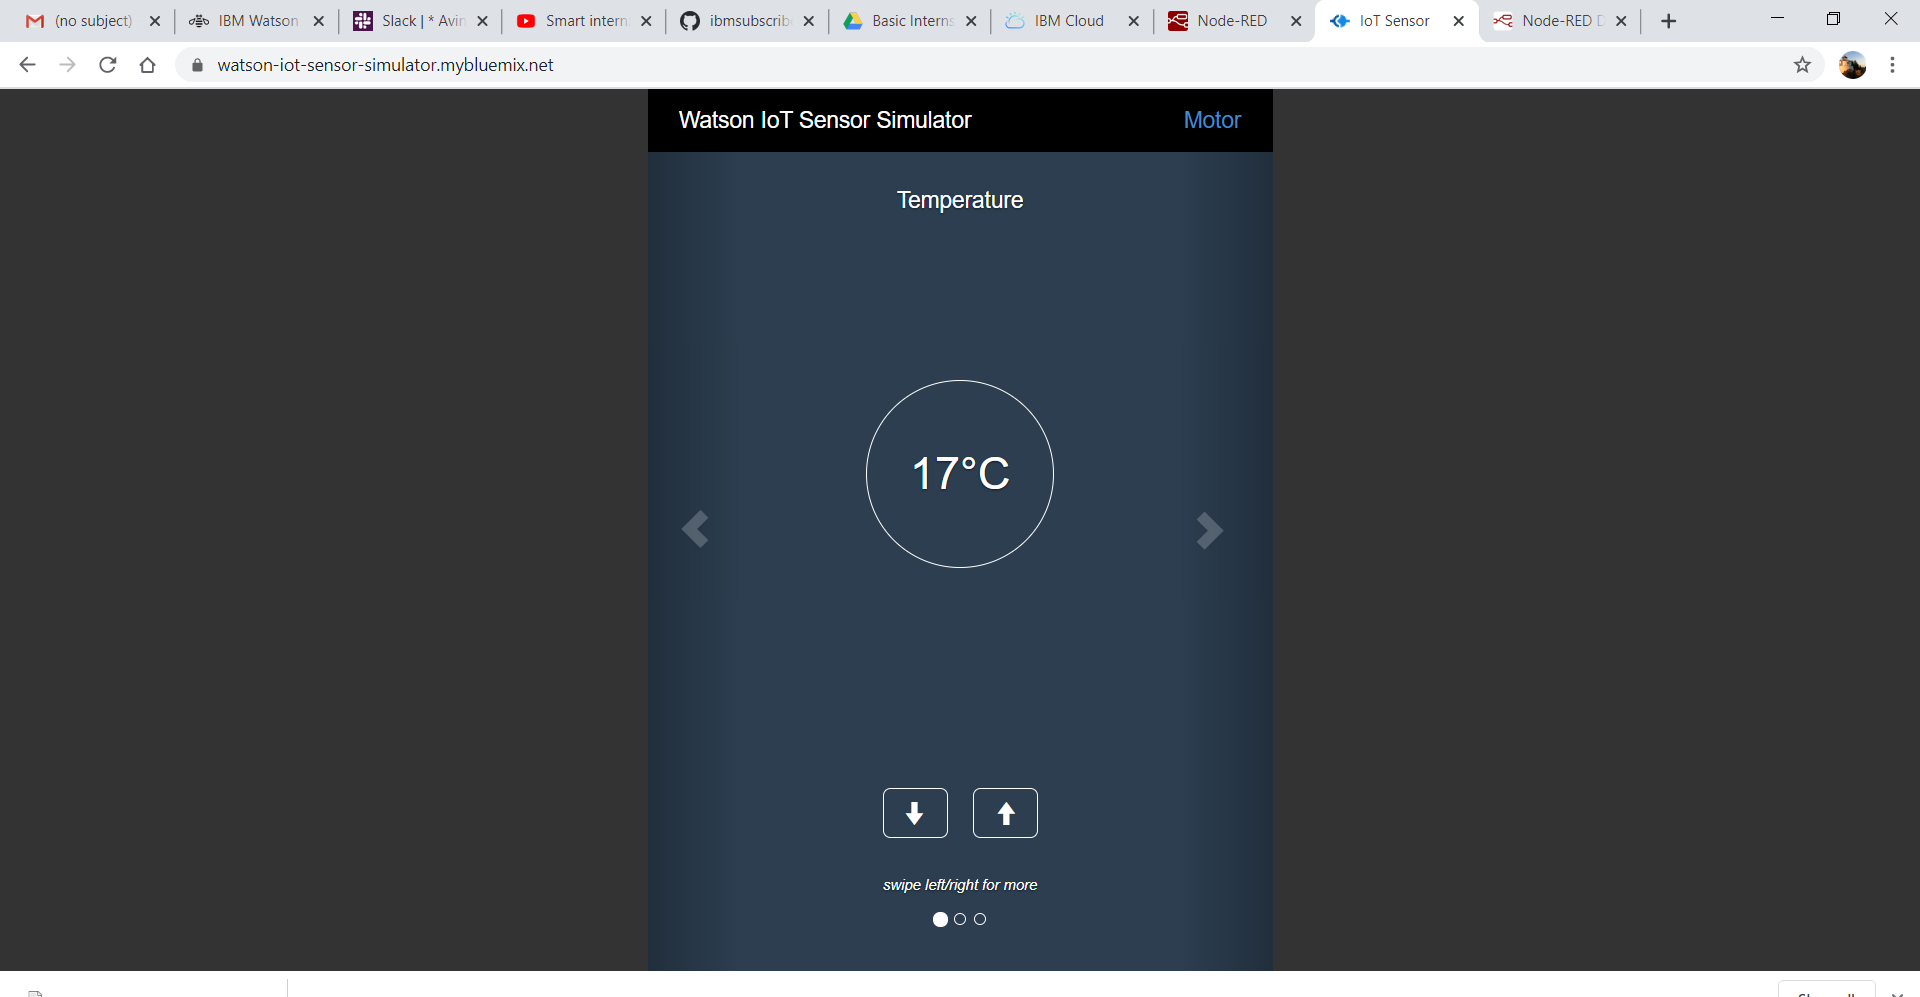 (no subject)
IBM Watson
Slack | * Avin
Smart intern
ibmsubscrib
Basic Interns
IBM Cloud
Node-RED
IoT Sensor
Node-RED D
watson-iot-sensor-simulator.mybluemix.net
Watson IoT Sensor Simulator
Motor
Temperature
17°C
swipe left/right for more